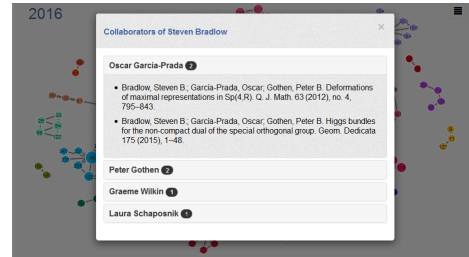 2016
Collaborators of Steven Bradlow
×
Oscar García-Prada 2
Bradlow, Steven B.; García-Prada, Oscar; Gothen, Peter B. Deformations
of maximal representations in Sp(4,R). Q. J. Math. 63 (2012), no. 4,
795–843.
Bradlow, Steven B.; García-Prada, Oscar; Gothen, Peter B. Higgs bundles
for the non-compact dual of the special orthogonal group. Geom. Dedicata
175 (2015), 1–48.
Peter Gothen 2
Graeme Wilkin 1
Laura Schaposnik 1